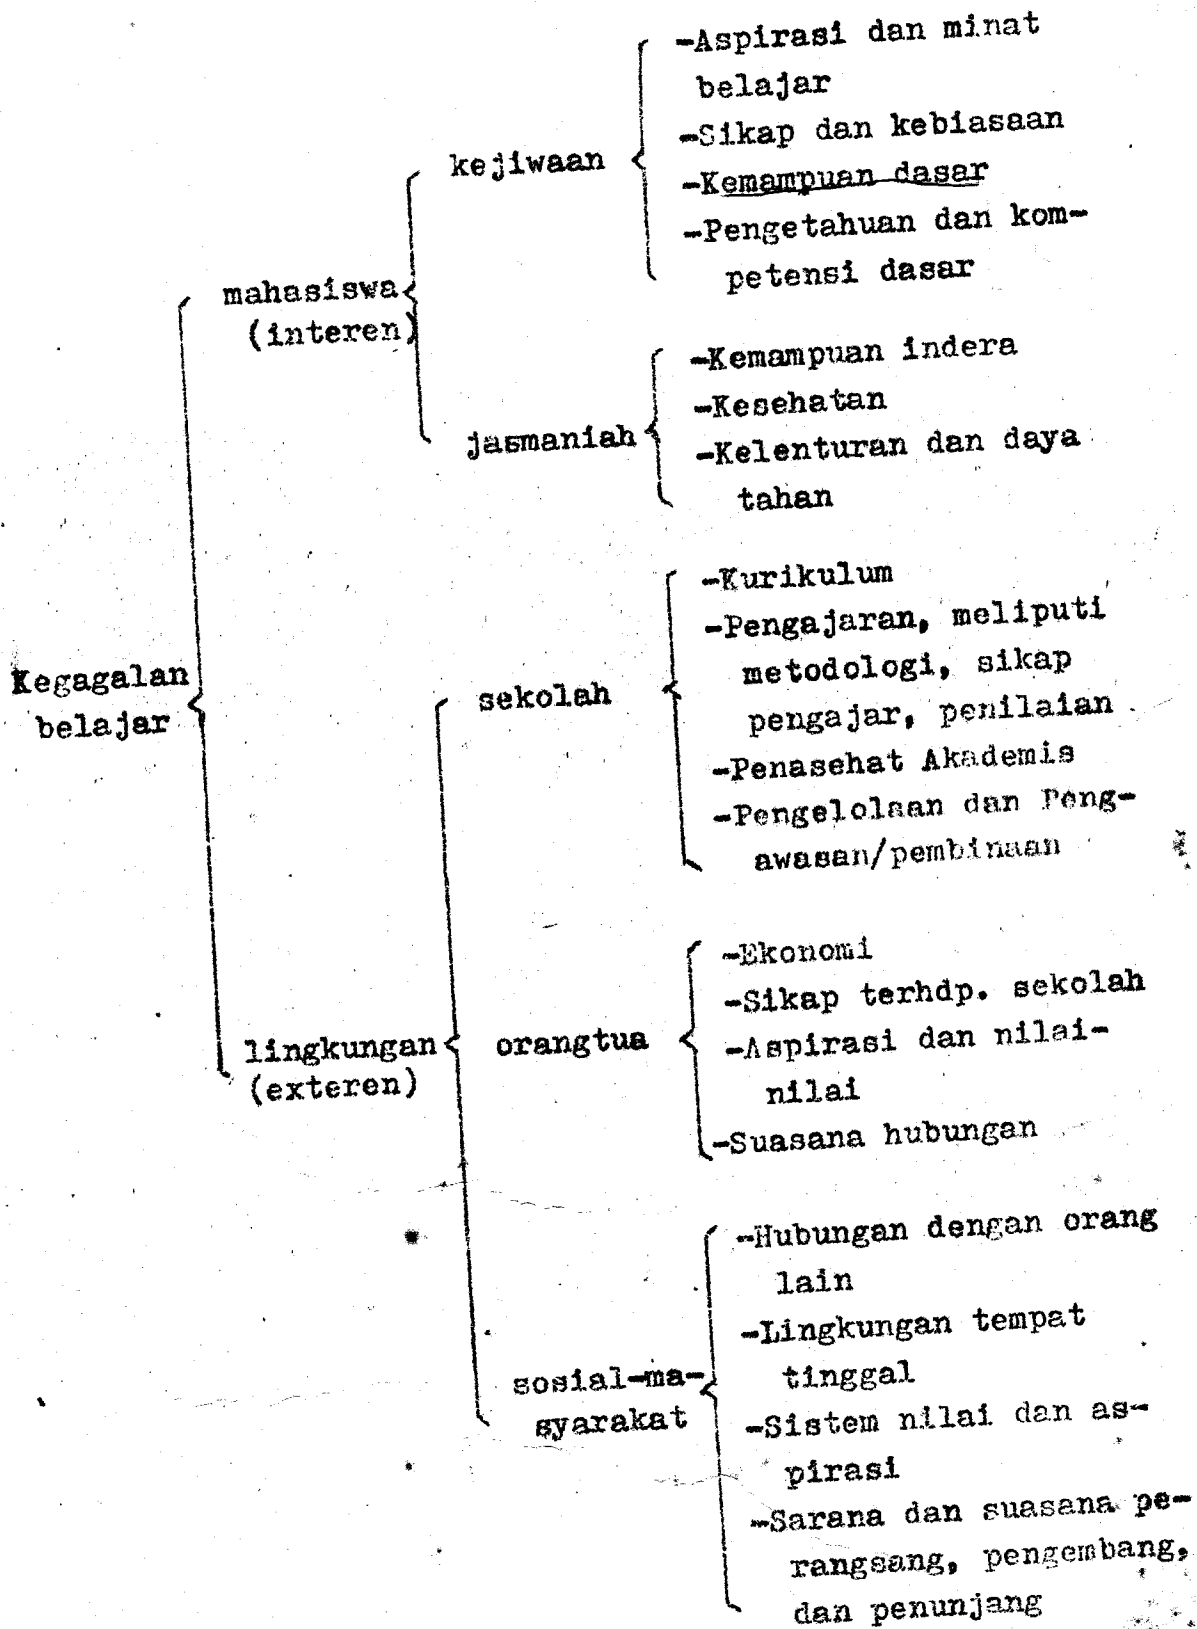 -Aspirasi dan minat
belajar
-Sikap dan kebiasaan
kejiwaan
-Kemampuan dasar
-Pengetahuan dan kom-
petensi dasar
mahasiswa
(interen)
-Kemampuan indera
-Kesehatan
jasmaniah
-Kelenturan dan daya
tahan
-Kurikulum
-Pengajaran, meliputi
metodologi, sikap
pengajar, penilaian
Kegagalan
belajar
sekolah
-Penasehat Akademis
-Pengelolaan dan Peng-
awasan/pembinaan
-Ekonomi
-Sikap terhdp. sekolah
lingkungan
(exteren)
orangtua
-Aspirasi dan nilai-
nilai
-Suasana hubungan
-Hubungan dengan orang
lain
-Lingkungan tempat
tinggal
sosial-ma-
syarakat
-Sistem nilai dan as-
pirasi
-Sarana dan suasana pe-
rangsang, pengembang,
dan penunjang